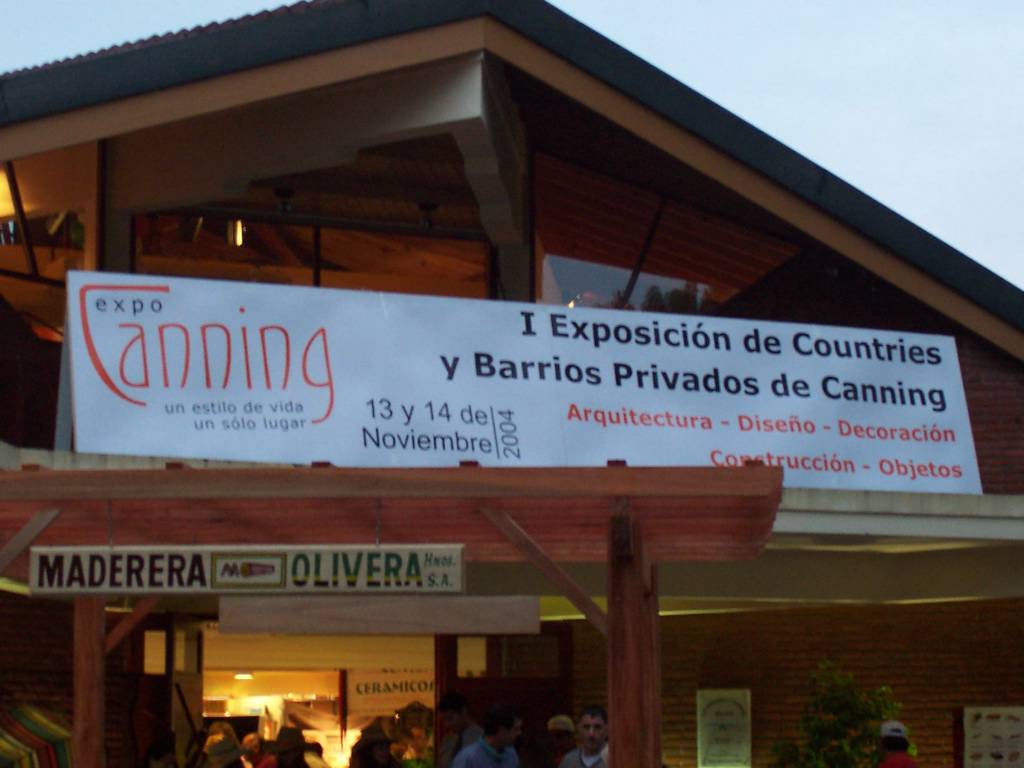 expo
Canning
un estilo de vida
un sólo lugar
13 y 14 de
Noviembre
2004
I Exposición de Countries
y Barrios Privados de Canning
Arquitectura - Diseño - Decoración
Construcción - Objetos
MADERERA OLIVERA Hnos. S.A.
CERAMICOS